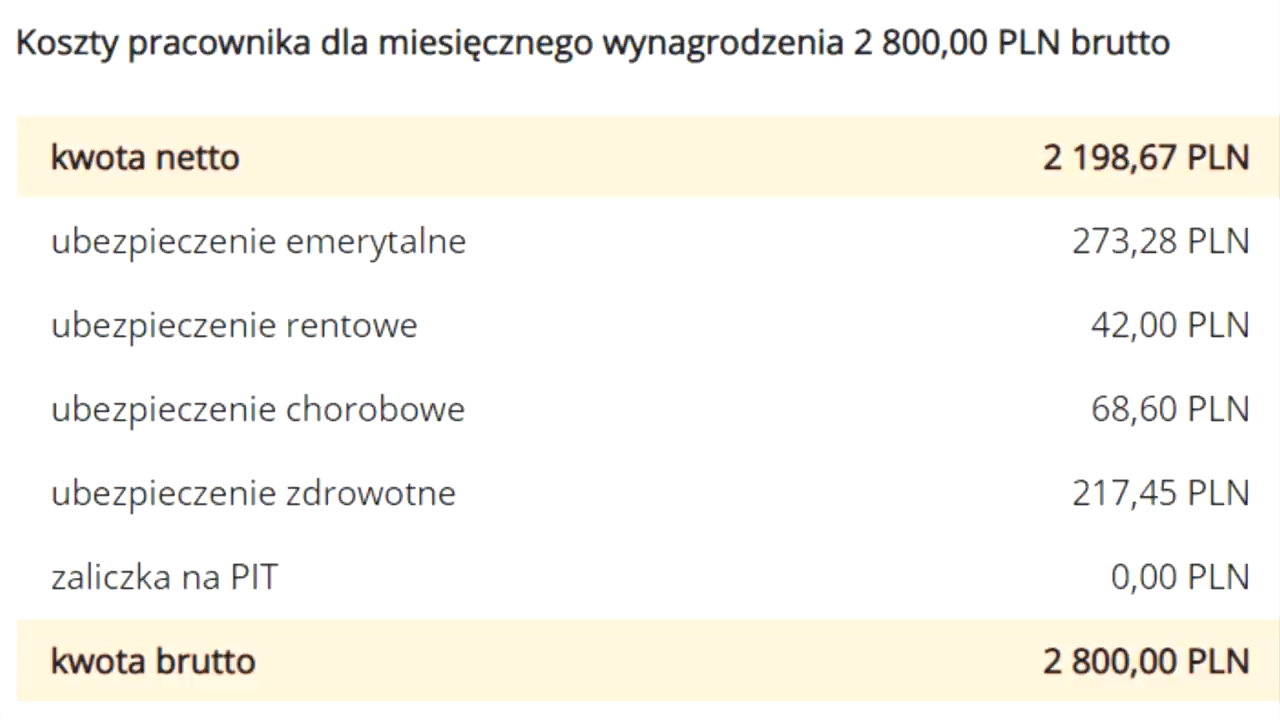 Koszty pracownika dla miesięcznego wynagrodzenia 2 800,00 PLN brutto
kwota netto 2 198,67 PLN
ubezpieczenie emerytalne 273,28 PLN
ubezpieczenie rentowe 42,00 PLN
ubezpieczenie chorobowe 68,60 PLN
ubezpieczenie zdrowotne 217,45 PLN
zaliczka na PIT 0,00 PLN
kwota brutto 2 800,00 PLN